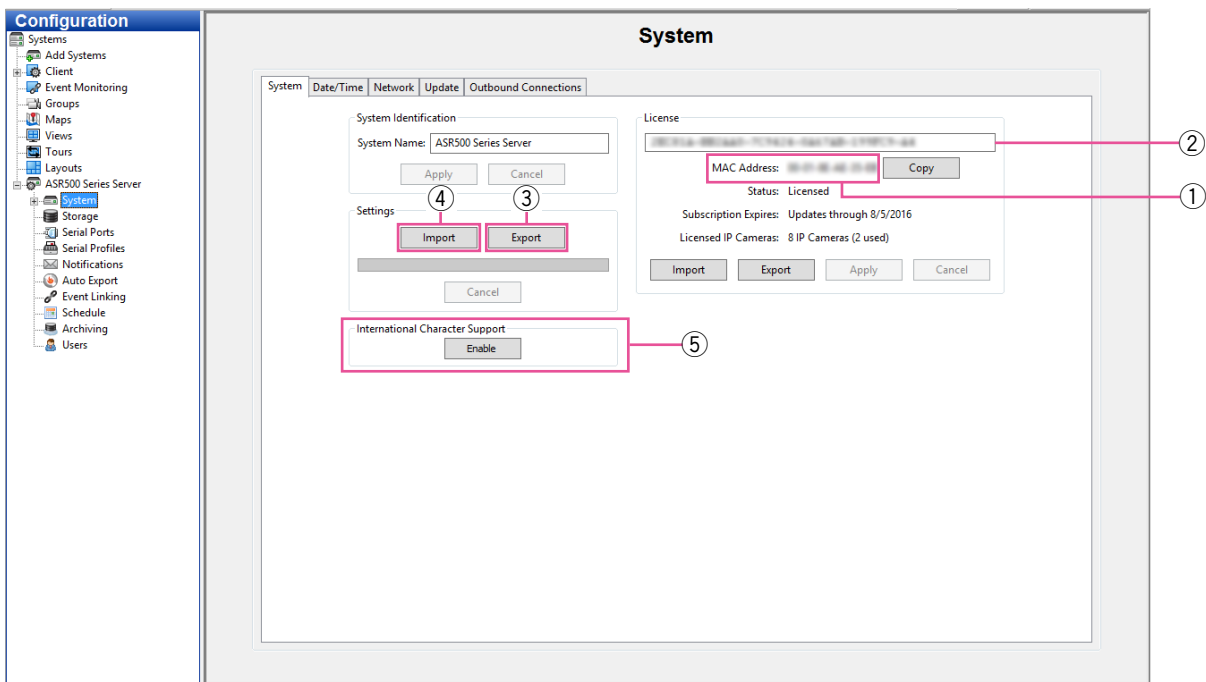 Configuration
Systems
Add Systems
Client
Event Monitoring
Groups
Maps
Views
Tours
Layouts
ASR500 Series Server
System
Storage
Serial Ports
Serial Profiles
Notifications
Auto Export
Event Linking
Schedule
Archiving
Users
System
System Date/Time Network Update Outbound Connections
System Identification
System Name: ASR500 Series Server
Apply Cancel
④ ③
Settings
Import Export
Cancel
International Character Support
Enable
⑤
License
②
MAC Address: Copy
①
Status: Licensed
Subscription Expires: Updates through 8/5/2016
Licensed IP Cameras: 8 IP Cameras (2 used)
Import Export Apply Cancel